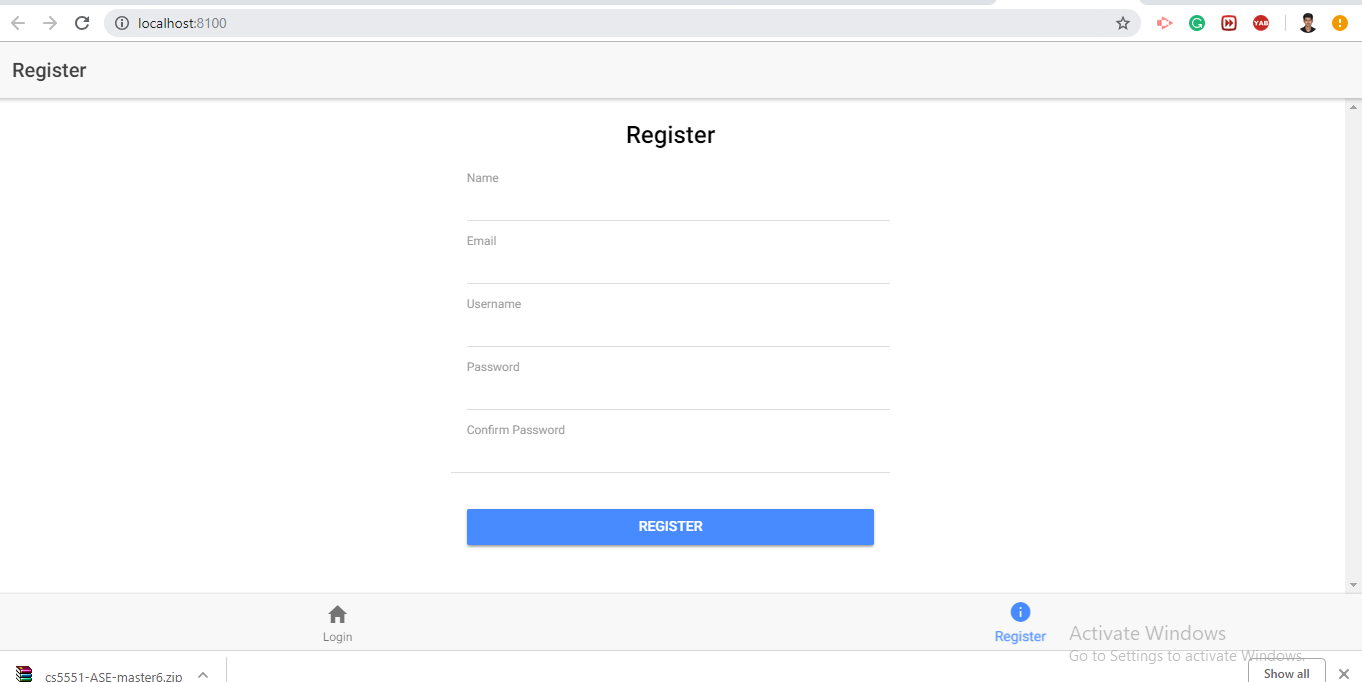 localhost:8100
YAB
Register
Register
Name
Email
Username
Password
Confirm Password
REGISTER
Login
Register
Activate Windows
Go to Settings to activate Windows.
cs5551-ASE-master6.zip
Show all